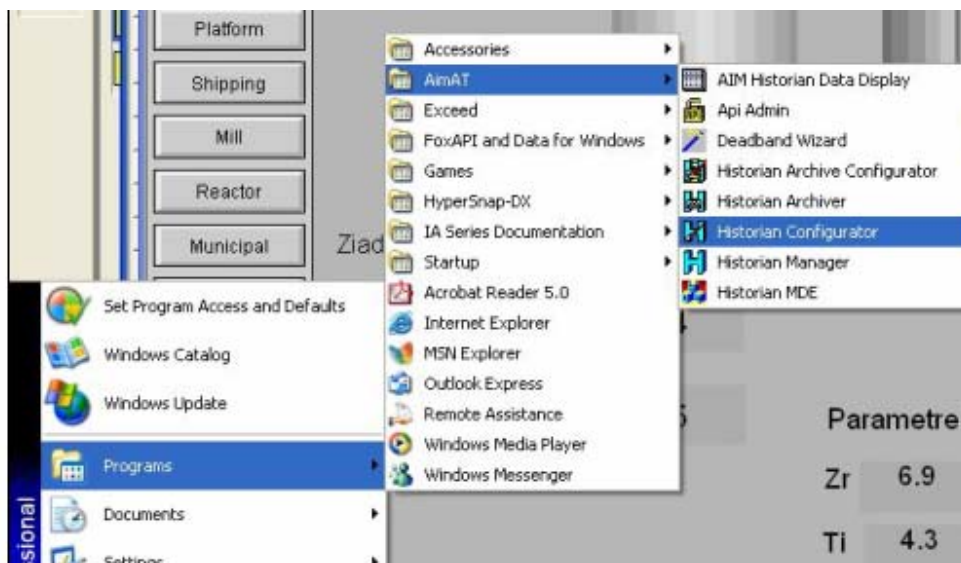 Platform
Shipping
Mill
Reactor
Municipal
Ziad
Accessories
AimAT
Exceed
FoxAPI and Data for Windows
Games
HyperSnap-DX
IA Series Documentation
Startup
Acrobat Reader 5.0
Internet Explorer
MSN Explorer
Outlook Express
Remote Assistance
Windows Media Player
Windows Messenger
AIM Historian Data Display
Api Admin
Deadband Wizard
Historian Archive Configurator
Historian Archiver
Historian Configurator
Historian Manager
Historian MDE
Set Program Access and Defaults
Windows Catalog
Windows Update
Programs
Documents
Settings
sional
Parametre
Zr 6.9
Ti 4.3